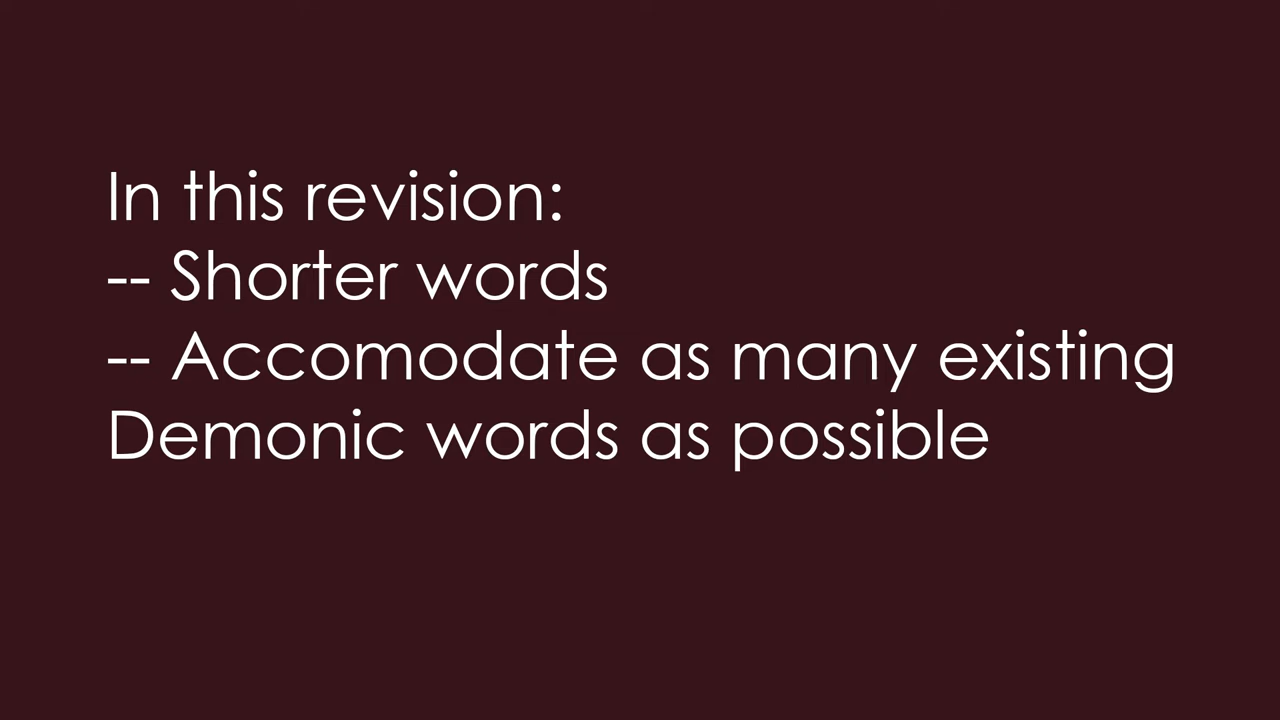 In this revision:
-- Shorter words
-- Accomodate as many existing
Demonic words as possible